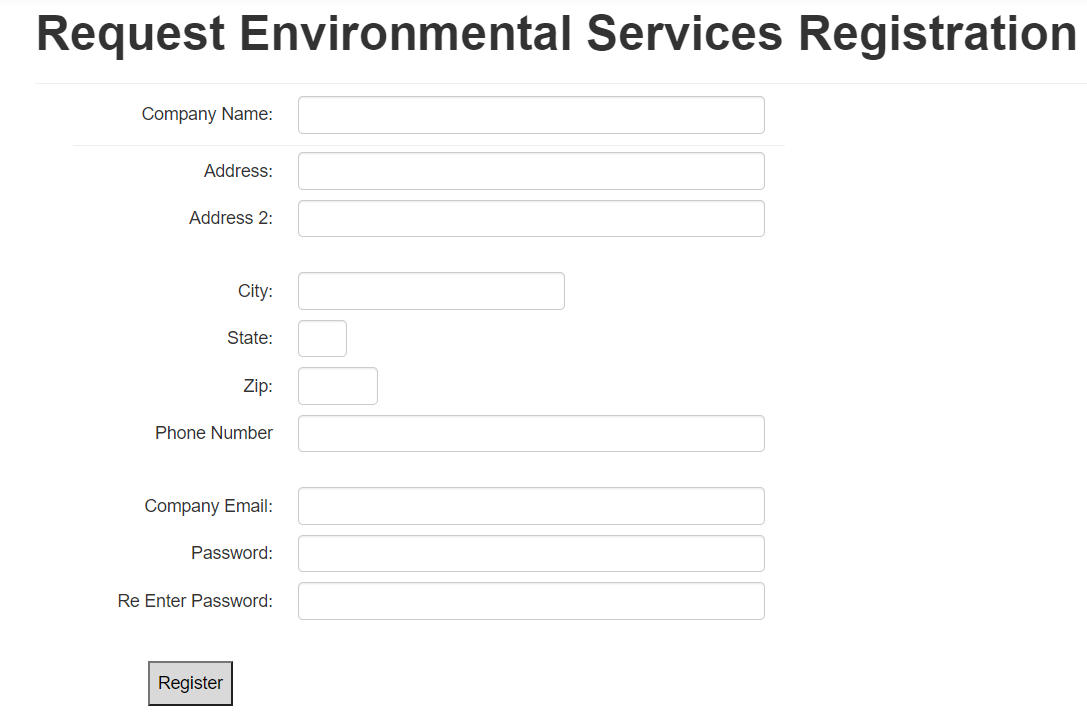 Request Environmental Services Registration
Company Name:
Address:
Address 2:
City:
State:
Zip:
Phone Number
Company Email:
Password:
Re Enter Password:
Register